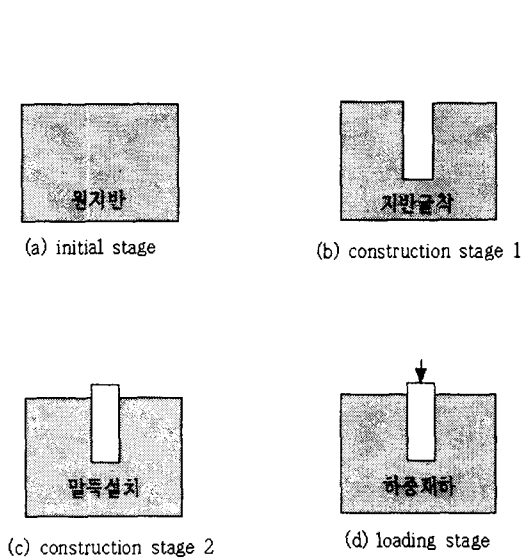 원지반
(a) initial stage
지반굴착
(b) construction stage 1
말뚝설치
(c) construction stage 2
하중재하
(d) loading stage